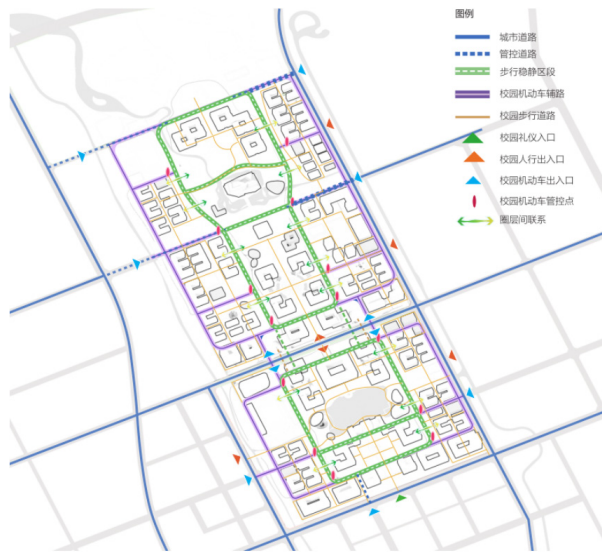 图例
城市道路
管控道路
步行稳静区段
校园机动车辅路
校园步行道路
校园礼仪入口
校园人行出入口
校园机动车出入口
校园机动车管控点
圈层间联系